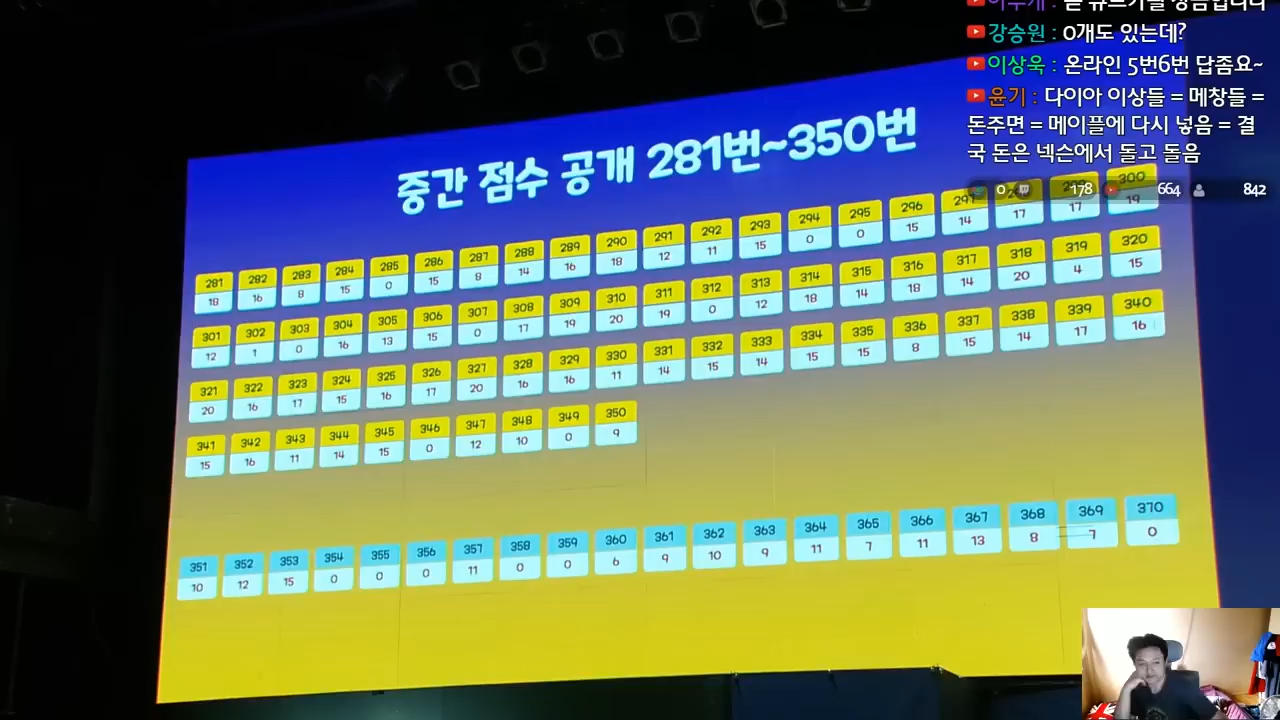 강승원 : 0개도 있는데?
이상욱 : 온라인 5번6번 답좀요~
윤기 : 다이아 이상들 = 메창들 =
돈주면 = 메이플에 다시 넣음 = 결
국 돈은 넥슨에서 돌고 돌음
0 178 664 842
중간 점수 공개 281번~350번
281 282 283 284 285 286 287 288 289 290 291 292 293 294 295 296 297 300
18 16 8 15 0 15 8 14 16 18 12 11 15 0 0 15 14 17 17 19
301 302 303 304 305 306 307 308 309 310 311 312 313 314 315 316 317 318 319 320
12 1 0 16 13 15 0 17 19 20 19 0 12 18 14 18 14 20 4 15
321 322 323 324 325 326 327 328 329 330 331 332 333 334 335 336 337 338 339 340
20 16 17 15 16 17 20 16 16 11 14 15 14 15 15 8 15 14 17 16
341 342 343 344 345 346 347 348 349 350
15 16 11 14 15 0 12 10 0 9
351 352 353 354 355 356 357 358 359 360 361 362 363 364 365 366 367 368 369 370
10 12 15 0 0 0 11 0 0 6 9 10 9 11 7 11 13 8 7 0